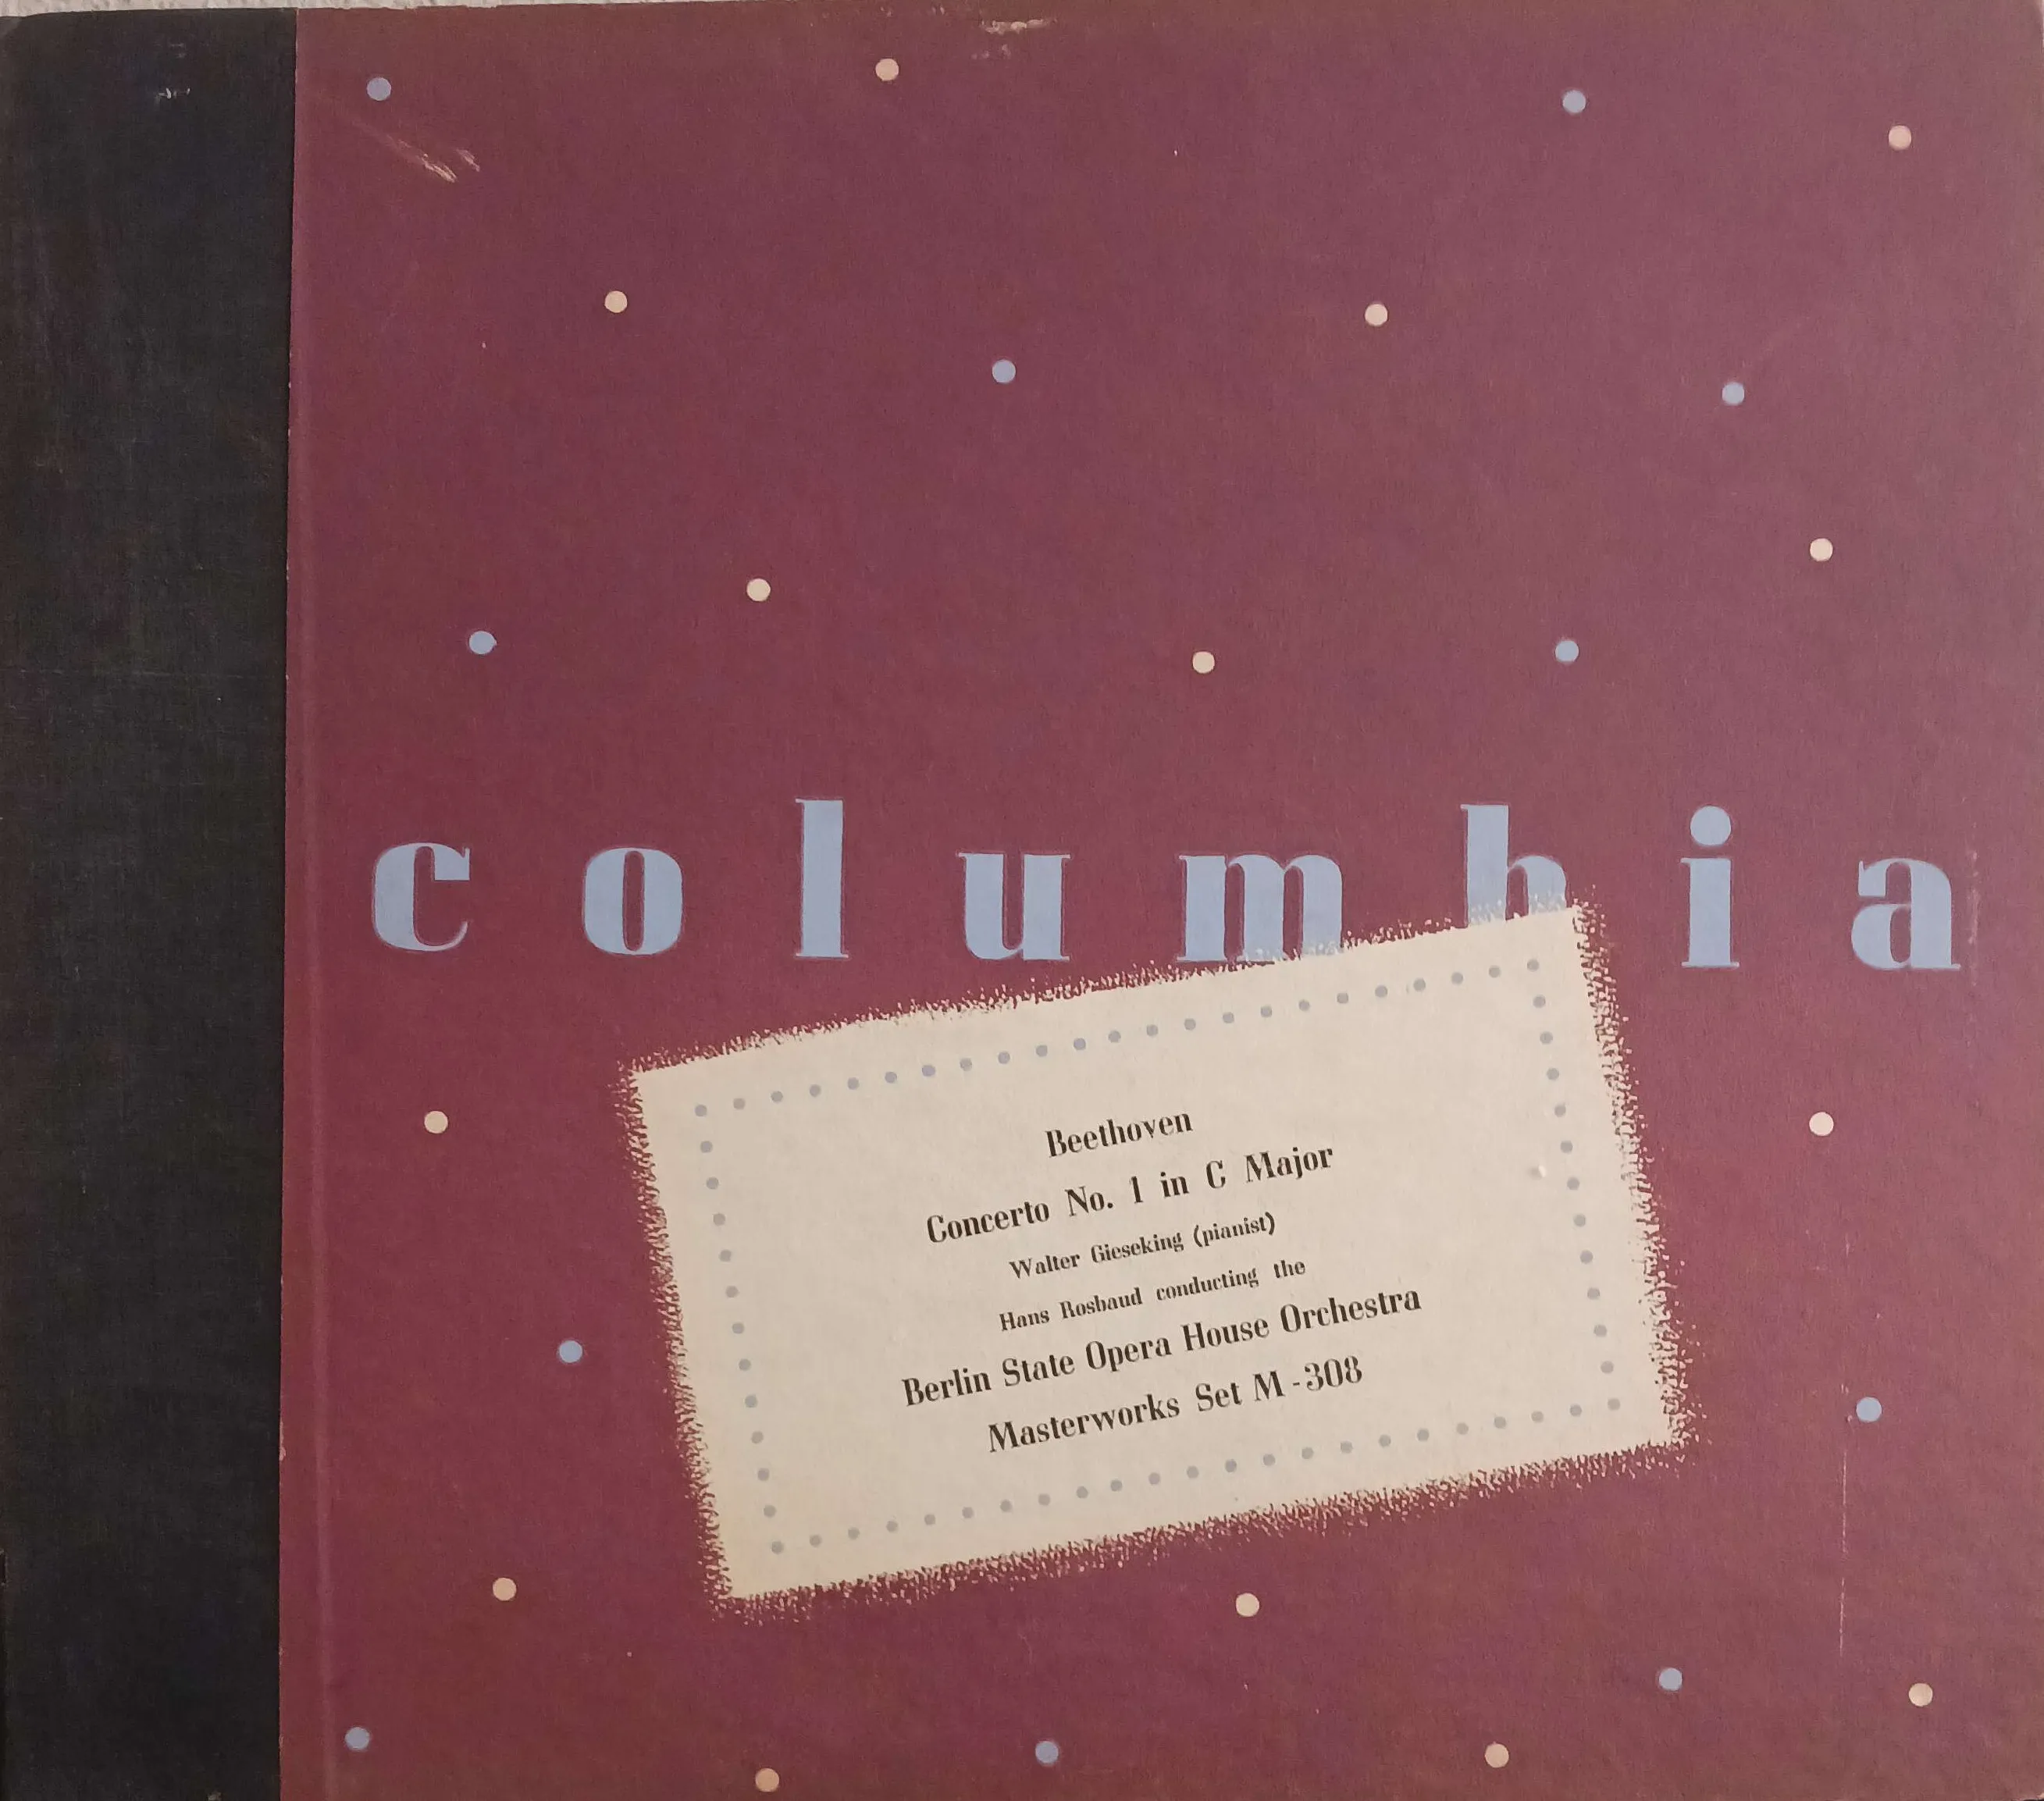 columbia
Beethoven
Concerto No. 1 in C Major
Walter Gieseking (pianist)
Hans Rosbaud conducting the
Berlin State Opera House Orchestra
Masterworks Set M-308